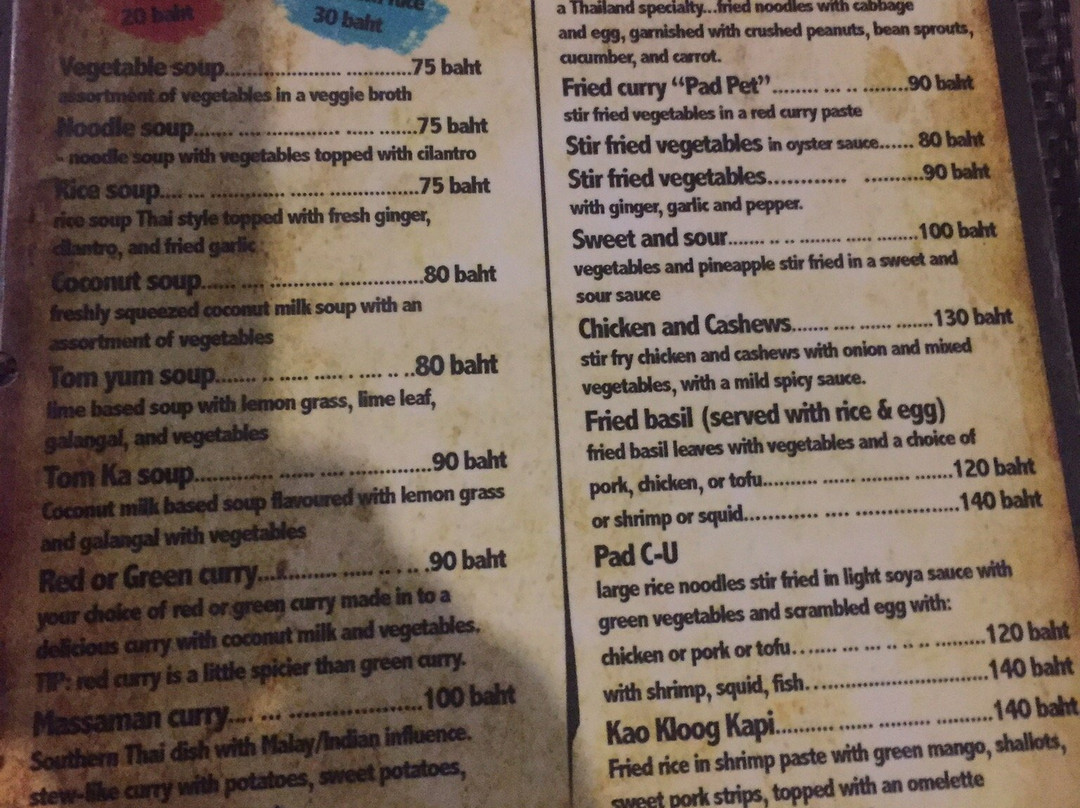 20 baht
rice
30 baht
Vegetable soup...................... ............75 baht
assortment of vegetables in a veggie broth
Noodle soup....... .... ................ ..... .......75 baht
- noodle soup with vegetables topped with cilantro
Rice soup.... ... .................. .................75 baht
rice soup Thai style topped with fresh ginger,
cilantro, and fried garlic
Coconut soup...... .... ............ ................80 baht
freshly squeezed coconut milk soup with an
assortment of vegetables
Tom yum soup....... .. ..... ...... . .... .. ..80 baht
lime based soup with lemon grass, lime leaf,
galangal, and vegetables
Tom Ka soup............. ...... .... ...........90 baht
Coconut milk based soup flavoured with lemon grass
and galangal with vegetables
Red or Green curry............. ..... .. . . .90 baht
your choice of red or green curry made in to a
delicious curry with coconut milk and vegetables.
TIP: red curry is a little spicier than green curry.
Massaman curry.... ... ....................100 baht
Southern Thai dish with Malay/Indian influence.
stew-like curry with potatoes, sweet potatoes,
a Thailand specialty...fried noodles with cabbage
and egg, garnished with crushed peanuts, bean sprouts,
cucumber, and carrot.
Fried curry “Pad Pet”......... ... .. ........90 baht
stir fried vegetables in a red curry paste
Stir fried vegetables in oyster sauce...... 80 baht
Stir fried vegetables............. ..........90 baht
with ginger, garlic and pepper.
Sweet and sour....... .. .. ........ ..... ........100 baht
vegetables and pineapple stir fried in a sweet and
sour sauce
Chicken and Cashews....... .... ...... .......130 baht
stir fry chicken and cashews with onion and mixed
vegetables, with a mild spicy sauce.
Fried basil (served with rice & egg)
fried basil leaves with vegetables and a choice of
pork, chicken, or tofu.......... ...... ......... .......120 baht
or shrimp or squid............ .... ....................140 baht
Pad C-U
large rice noodles stir fried in light soya sauce with
green vegetables and scrambled egg with:
chicken or pork or tofu....... ... ... .. .. .. .........120 baht
with shrimp, squid, fish..................................140 baht
Kao Kloog Kapi............ ...... ......... ..........140 baht
Fried rice in shrimp paste with green mango, shallots,
sweet pork strips, topped with an omelette